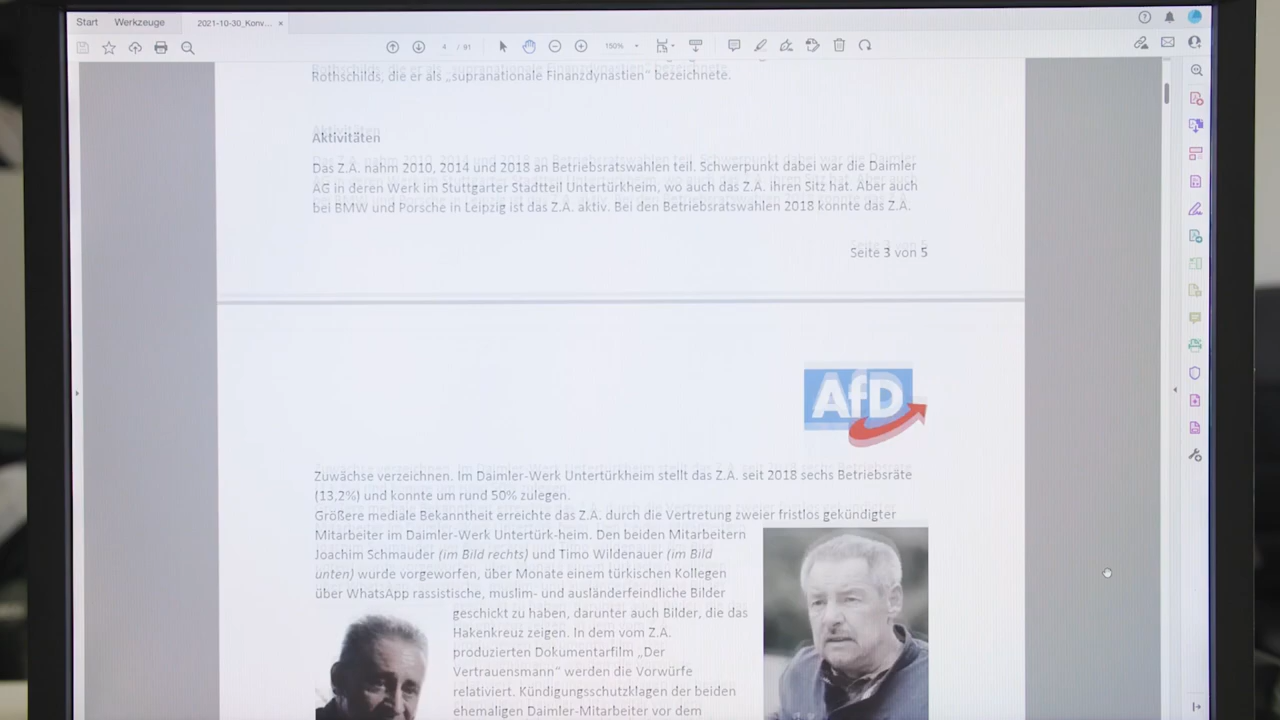 Start Werkzeuge 2021-10-30_Konv... ×
4 / 91 150%
Rothschilds, die er als „supranationale Finanzdynastien“ bezeichnete.
Aktivitäten
Das Z.A. nahm 2010, 2014 und 2018 an Betriebsratswahlen teil. Schwerpunkt dabei war die Daimler
AG in deren Werk im Stuttgarter Stadtteil Untertürkheim, wo auch das Z.A. ihren Sitz hat. Aber auch
bei BMW und Porsche in Leipzig ist das Z.A. aktiv. Bei den Betriebsratswahlen 2018 konnte das Z.A.
Seite 3 von 5
AfD
Zuwächse verzeichnen. Im Daimler-Werk Untertürkheim stellt das Z.A. seit 2018 sechs Betriebsräte
(13,2%) und konnte um rund 50% zulegen.
Größere mediale Bekanntheit erreichte das Z.A. durch die Vertretung zweier fristlos gekündigter
Mitarbeiter im Daimler-Werk Untertürk-heim. Den beiden Mitarbeitern
Joachim Schmauder (im Bild rechts) und Timo Wildenauer (im Bild
unten) wurde vorgeworfen, über Monate einem türkischen Kollegen
über WhatsApp rassistische, muslim- und ausländerfeindliche Bilder
geschickt zu haben, darunter auch Bilder, die das
Hakenkreuz zeigen. In dem vom Z.A.
produzierten Dokumentarfilm „Der
Vertrauensmann“ werden die Vorwürfe
relativiert. Kündigungsschutzklagen der beiden
ehemaligen Daimler-Mitarbeiter vor dem